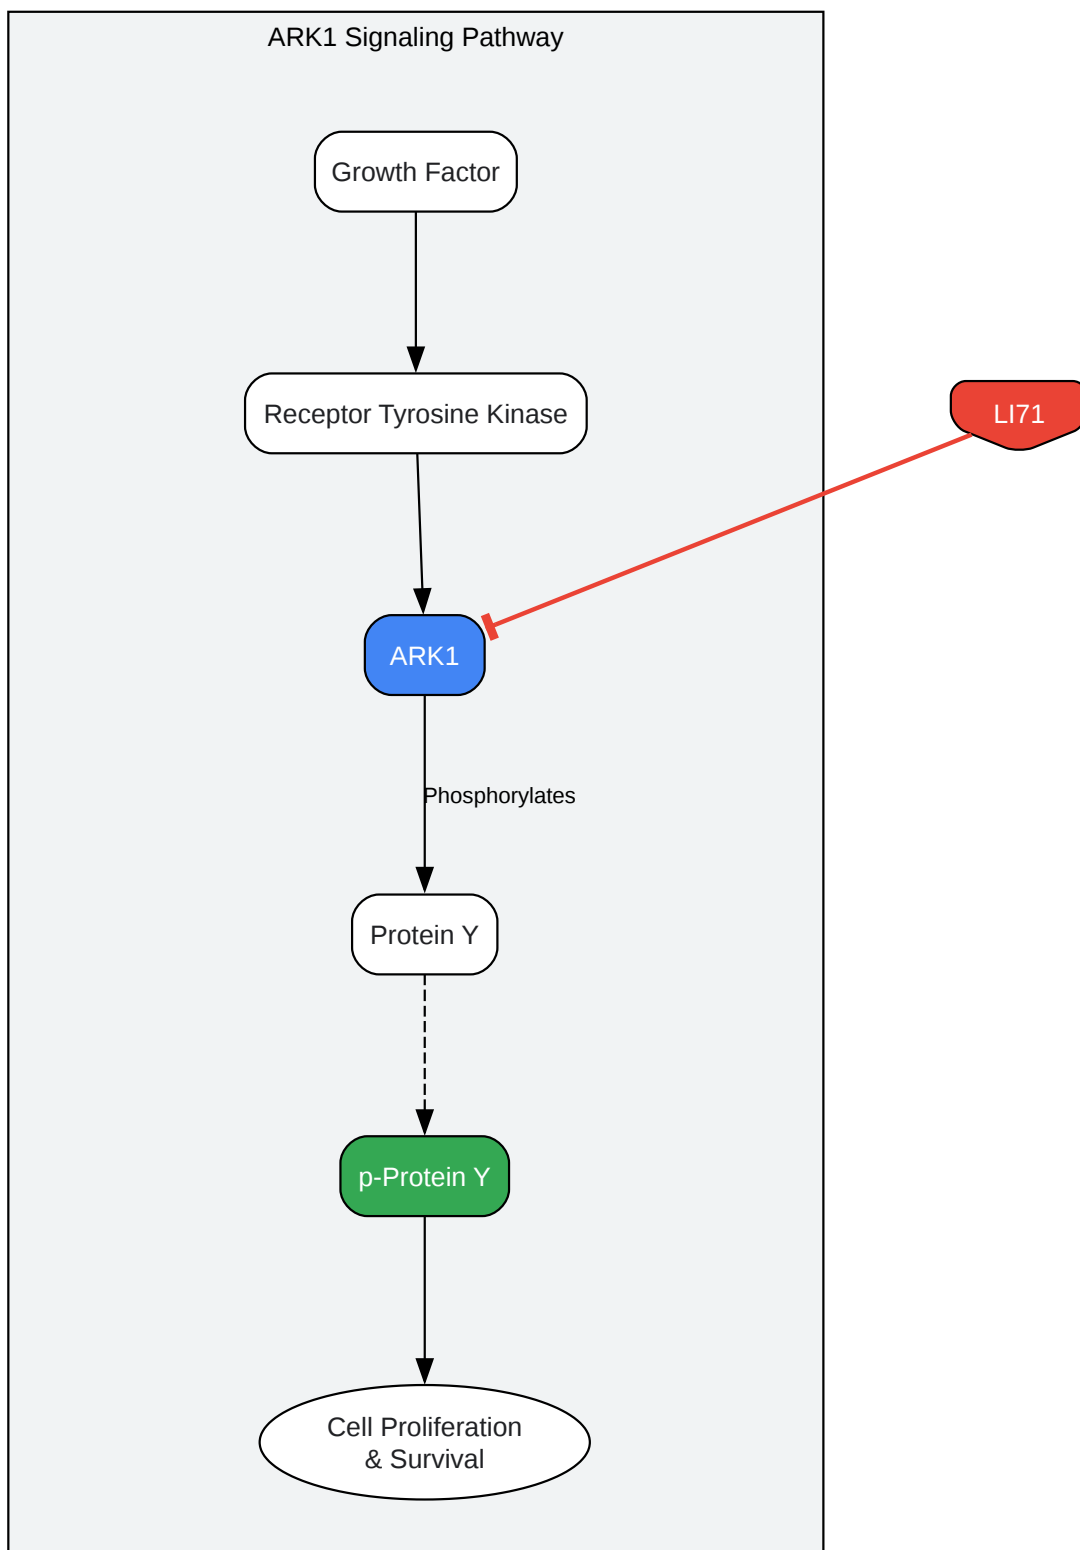 ARK1 Signaling Pathway
Growth Factor
Receptor Tyrosine Kinase
LI71
ARK1
Phosphorylates
Protein Y
p-Protein Y
Cell Proliferation
& Survival